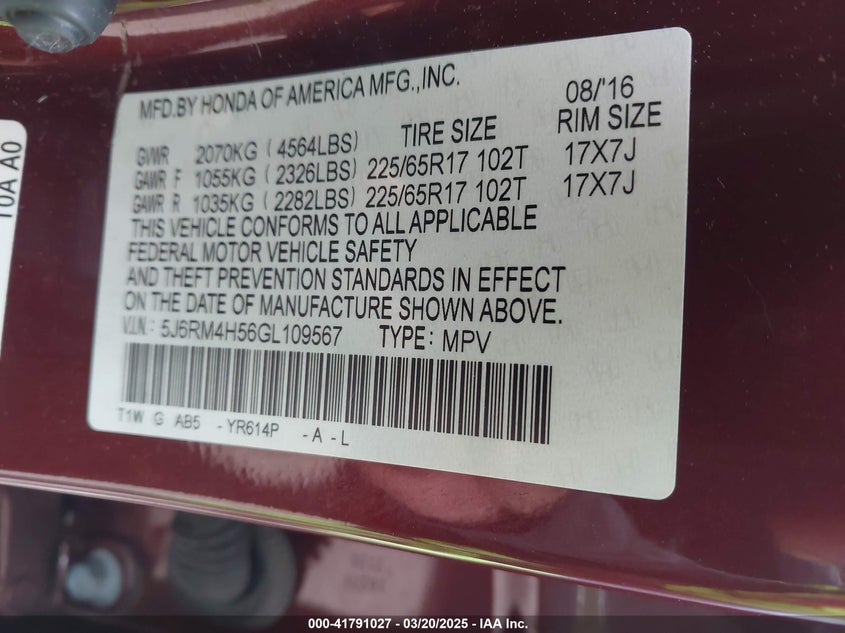 MFD.BY HONDA OF AMERICA MFG.,INC. 08/'16
TIRE SIZE RIM SIZE
GVWR 2070KG (4564LBS)
GAWR F 1055KG (2326LBS) 225/65R17 102T 17X7J
GAWR R 1035KG (2282LBS) 225/65R17 102T 17X7J
THIS VEHICLE CONFORMS TO ALL APPLICABLE
FEDERAL MOTOR VEHICLE SAFETY
AND THEFT PREVENTION STANDARDS IN EFFECT
ON THE DATE OF MANUFACTURE SHOWN ABOVE.
V.I.N.: 5J6RM4H56GL109567 TYPE: MPV
T1W G AB5 -YR614P -A -L
10A A0
000-41791027 — 03/20/2025 — IAA Inc.